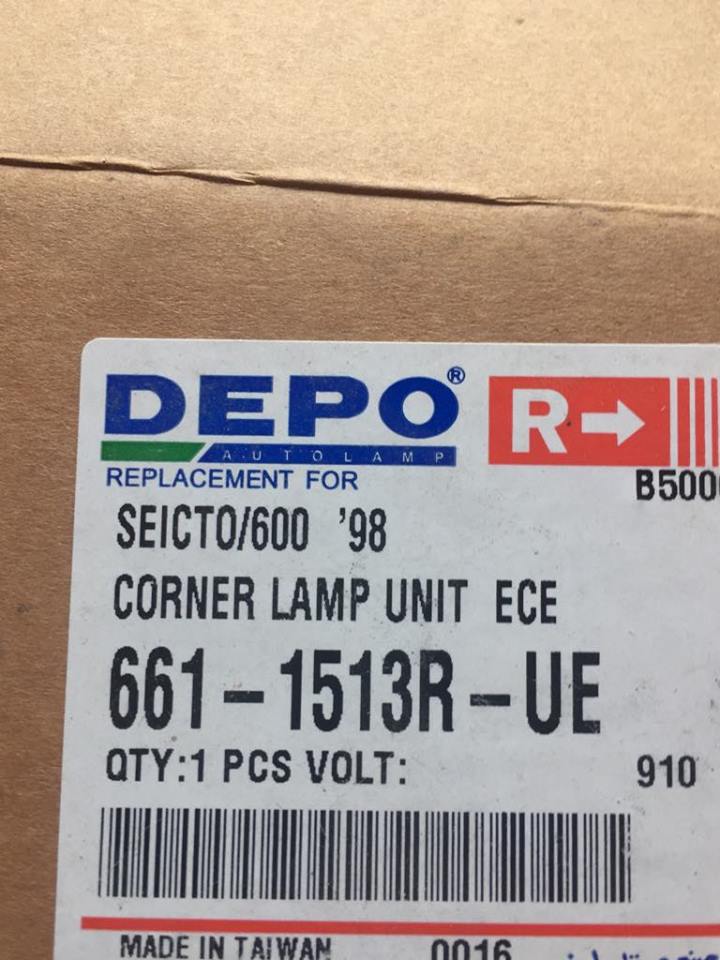 DEPO®
AUTOLAMP
REPLACEMENT FOR
R
B500
SEICTO/600 '98
CORNER LAMP UNIT ECE
661-1513R-UE
QTY:1 PCS VOLT:
910
MADE IN TAIWAN
0016